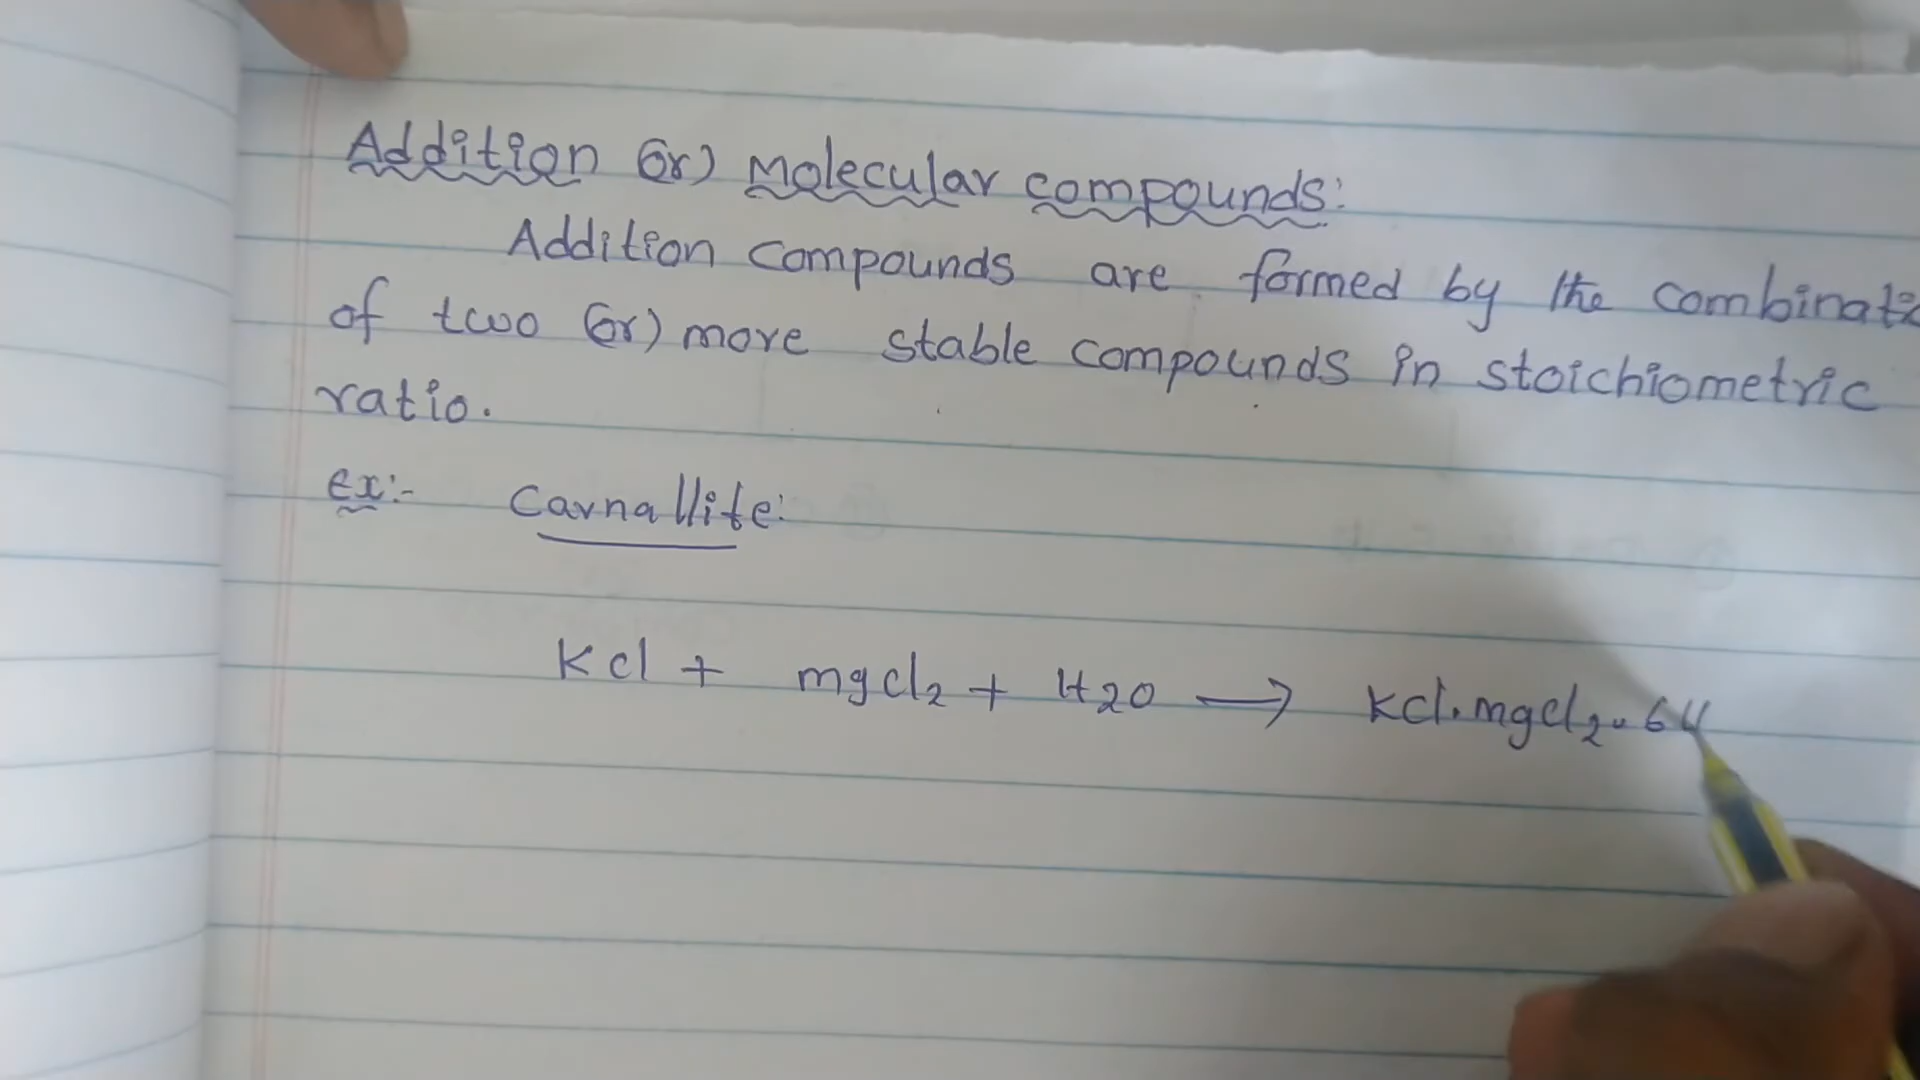 Addition (or) Molecular compounds:
Addition compounds are formed by the combinati
of two (or) more stable compounds in stoichiometric
ratio.
ex:- Carnallite:
KCl + mgcl2 + H2O → KCl.mgcl2.6H